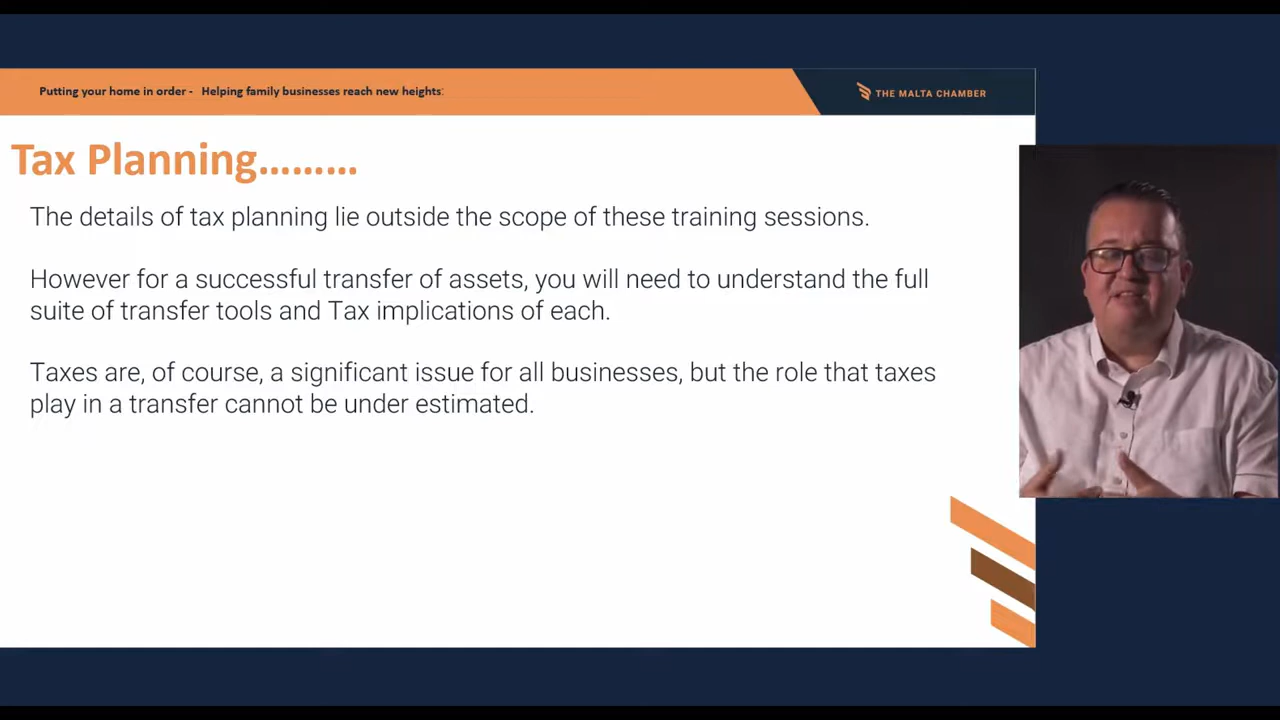 Putting your home in order - Helping family businesses reach new heights:
THE MALTA CHAMBER
Tax Planning.........
The details of tax planning lie outside the scope of these training sessions.
However for a successful transfer of assets, you will need to understand the full
suite of transfer tools and Tax implications of each.
Taxes are, of course, a significant issue for all businesses, but the role that taxes
play in a transfer cannot be under estimated.